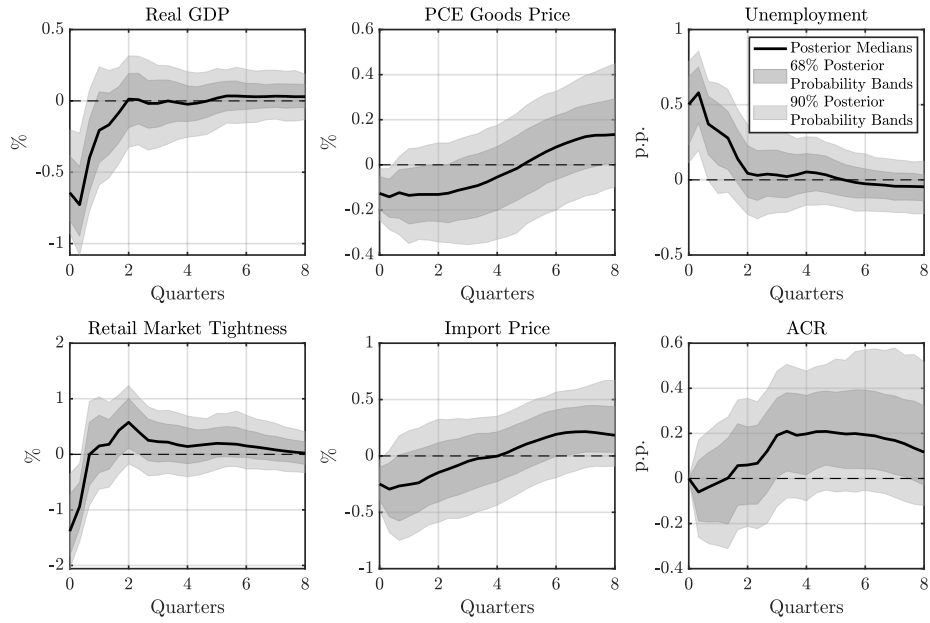 Real GDP
0.5
0
-0.5
-1
%
0 2 4 6 8
Quarters
PCE Goods Price
0.6
0.4
0.2
0
-0.2
-0.4
%
0 2 4 6 8
Quarters
Unemployment
1
0.5
0
-0.5
p.p.
Posterior Medians
68% Posterior
Probability Bands
90% Posterior
Probability Bands
0 2 4 6 8
Quarters
Retail Market Tightness
2
1
0
-1
-2
%
0 2 4 6 8
Quarters
Import Price
1
0.5
0
-0.5
-1
%
0 2 4 6 8
Quarters
ACR
0.6
0.4
0.2
0
-0.2
-0.4
p.p.
0 2 4 6 8
Quarters